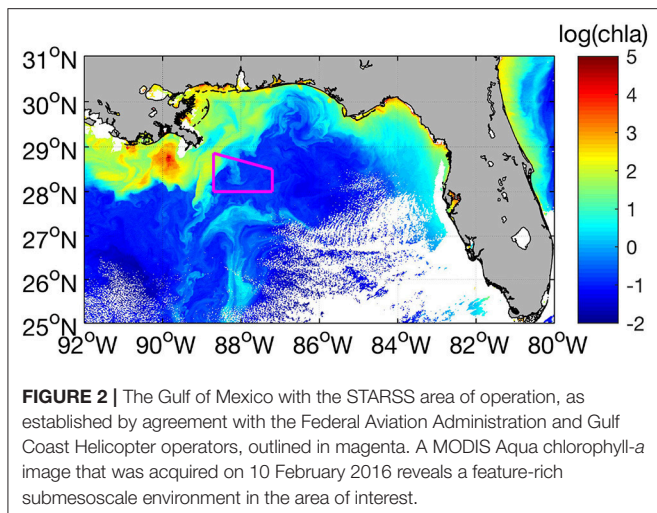 log(chla)
31°N
30°N
29°N
28°N
27°N
26°N
25°N
92°W 90°W 88°W 86°W 84°W 82°W 80°W
5
4
3
2
1
0
-1
-2
FIGURE 2 | The Gulf of Mexico with the STARSS area of operation, as
established by agreement with the Federal Aviation Administration and Gulf
Coast Helicopter operators, outlined in magenta. A MODIS Aqua chlorophyll-a
image that was acquired on 10 February 2016 reveals a feature-rich
submesoscale environment in the area of interest.